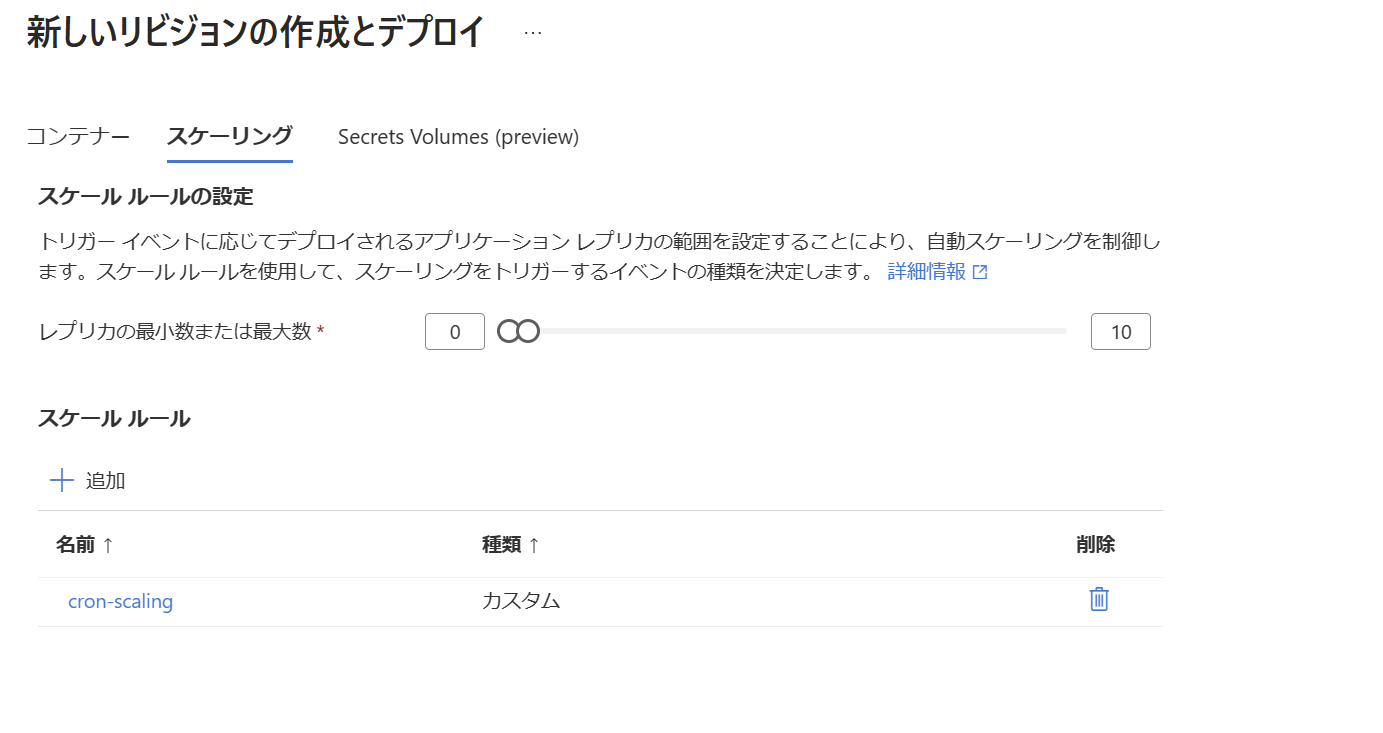 新しいリビジョンの作成とデプロイ …
コンテナー スケーリング Secrets Volumes (preview)
スケール ルールの設定
トリガー イベントに応じてデプロイされるアプリケーション レプリカの範囲を設定することにより、自動スケーリングを制御し
ます。スケール ルールを使用して、スケーリングをトリガーするイベントの種類を決定します。 詳細情報
レプリカの最小数または最大数 * 0 10
スケール ルール
追加
名前 ↑ 種類 ↑ 削除
cron-scaling カスタム